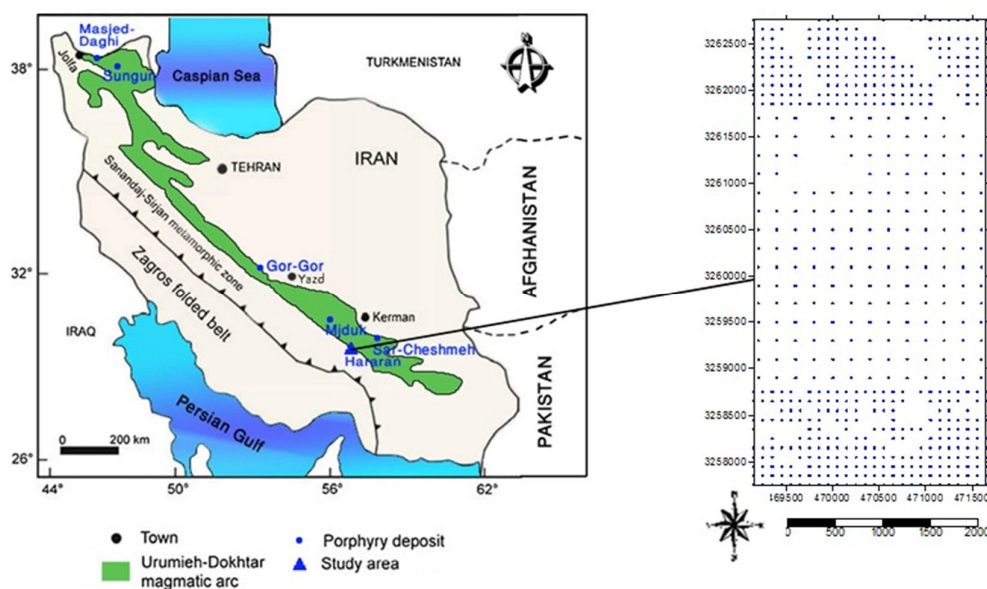 Masjed-
Daghi
Jolfa
Sungun
38°
Caspian Sea
TURKMENISTAN
TEHRAN
IRAN
Sanandaj-Sirjan metamorphic zone
Zagros folded belt
AFGHANISTAN
32°
Gor-Gor
Yazd
Kerman
Mjduk
Sar-Cheshmeh
Hararan
IRAQ
PAKISTAN
Persian Gulf
0 200 km
26°
44° 50° 56° 62°
Town
Porphyry deposit
Urumieh-Dokhtar
magmatic arc
Study area
3262500
3262000
3261500
3261000
3260500
3260000
3259500
3259000
3258500
3258000
469500 470000 470500 471000 471500
0 500 1000 1500 2000